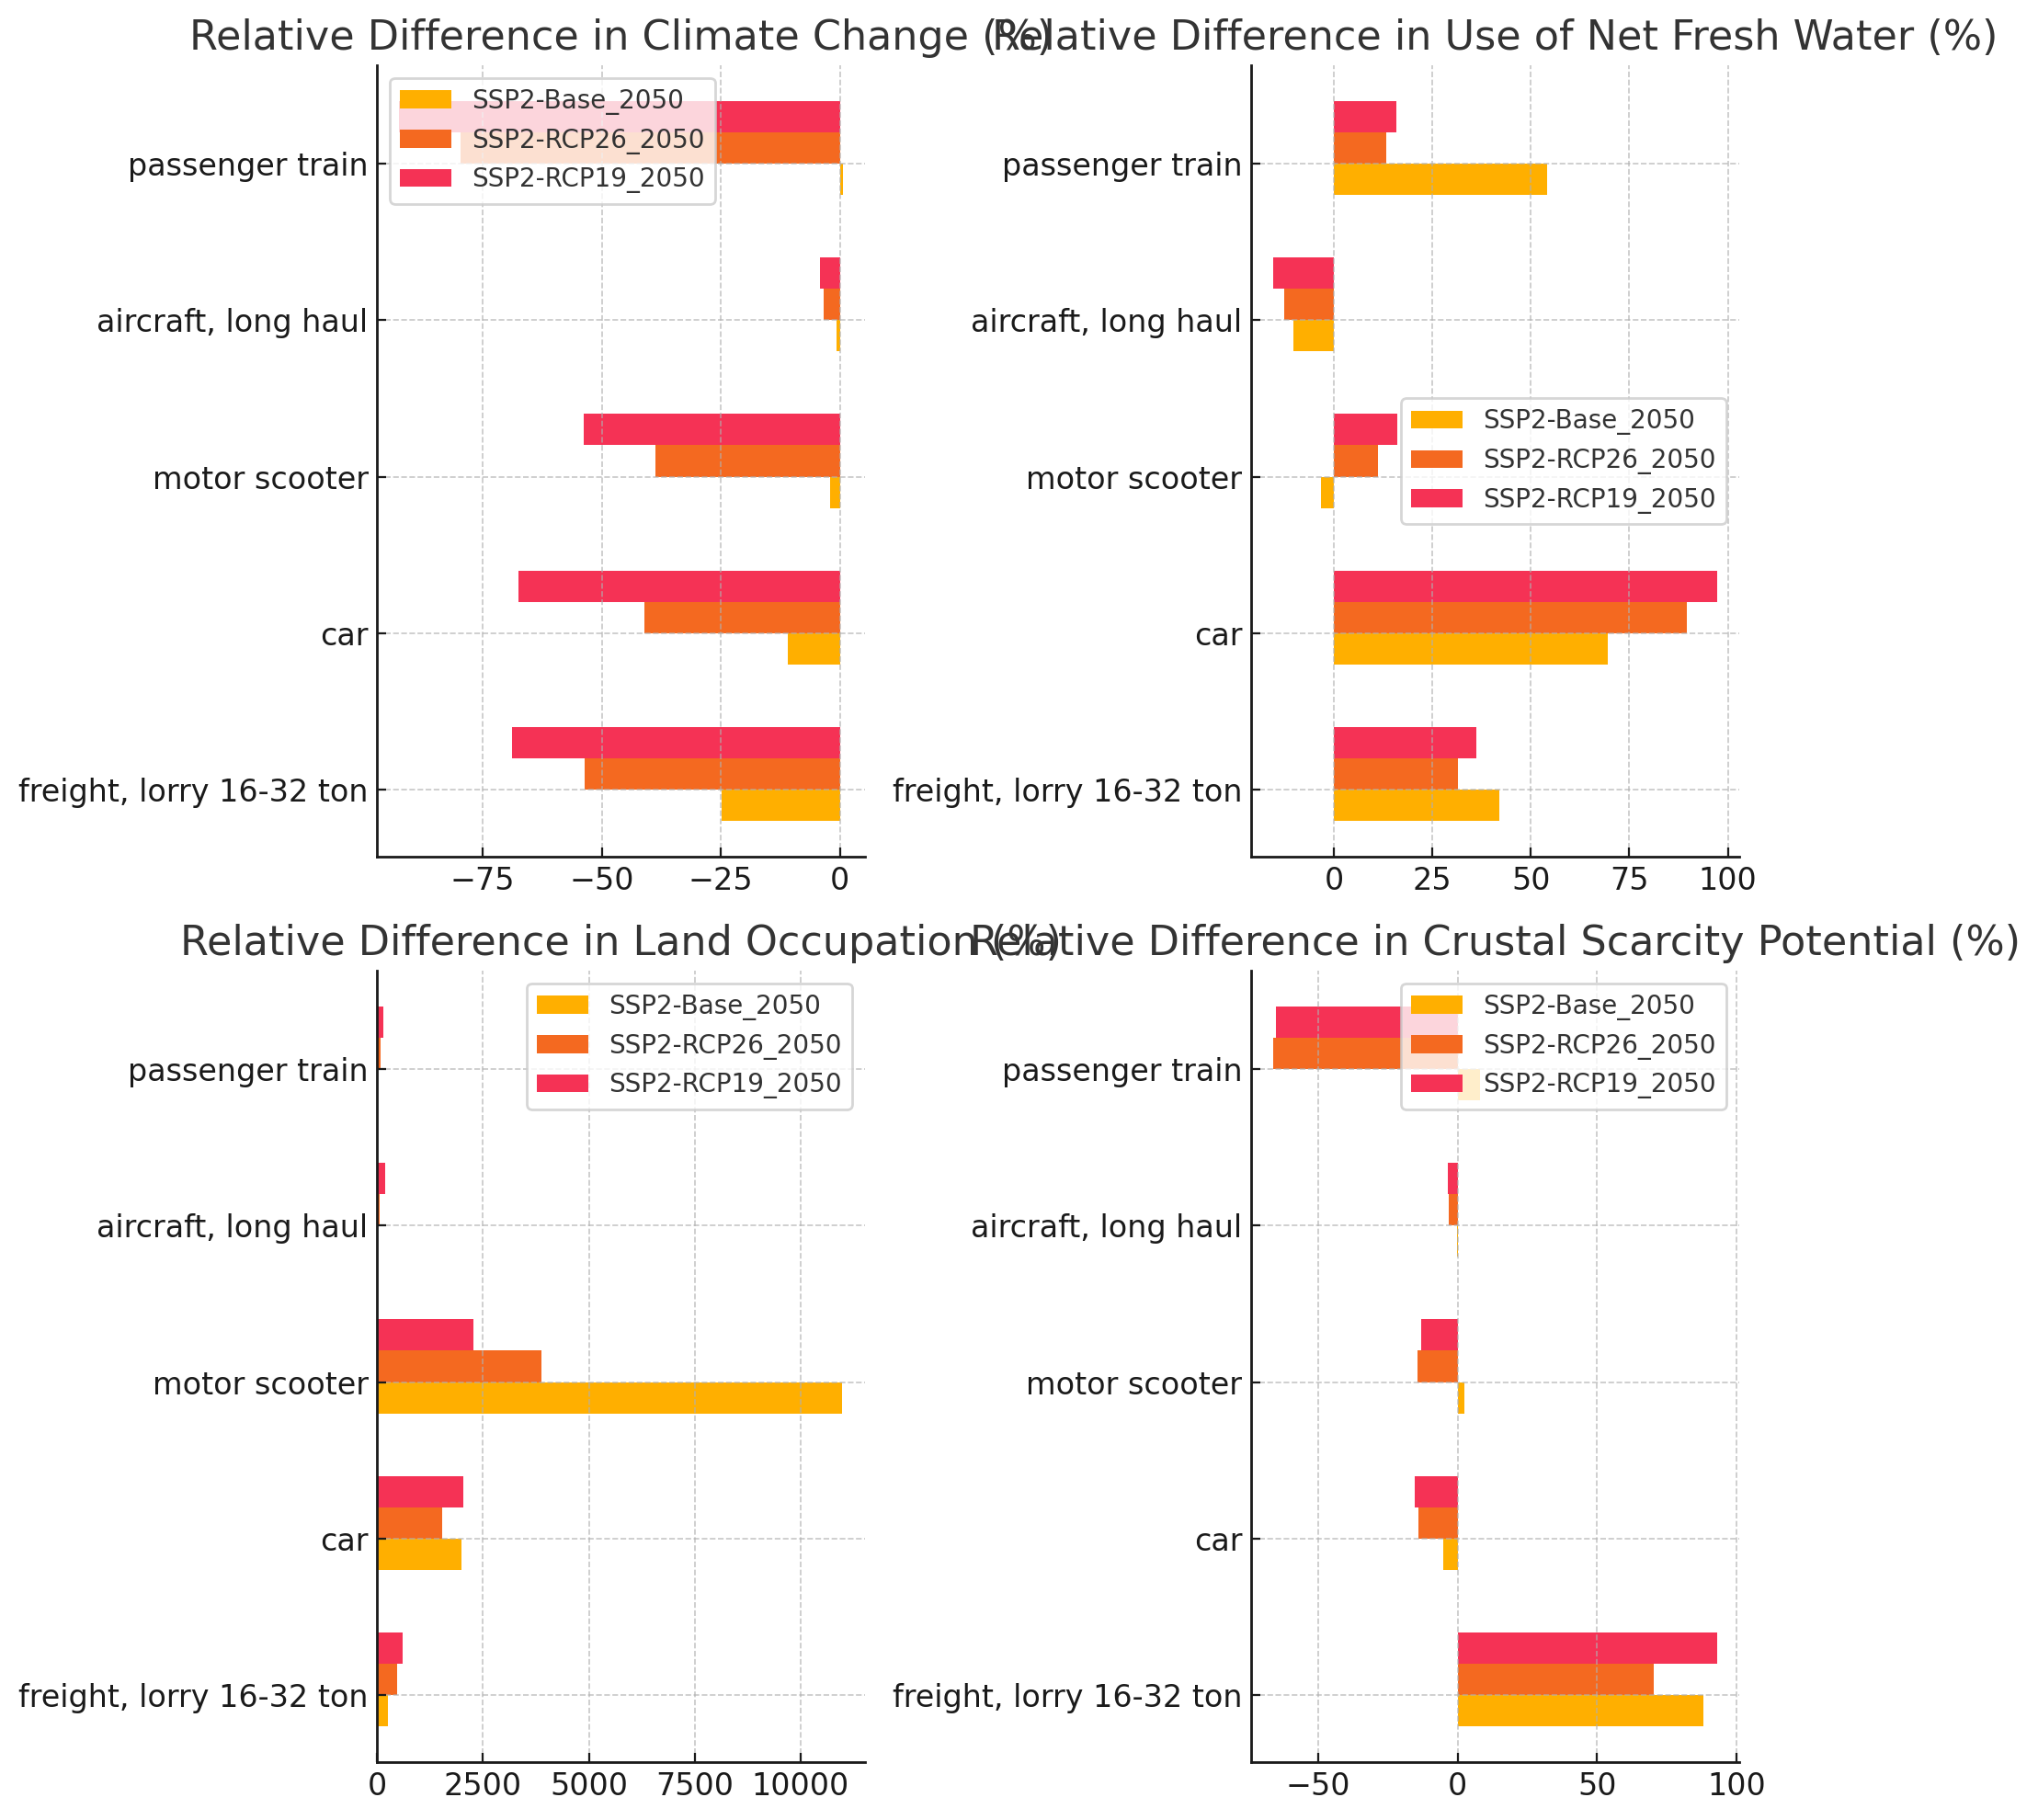 Relative Difference in Climate Change (%)
SSP2-Base_2050
SSP2-RCP26_2050
SSP2-RCP19_2050
passenger train
aircraft, long haul
motor scooter
car
freight, lorry 16-32 ton
−75 −50 −25 0
Relative Difference in Use of Net Fresh Water (%)
passenger train
aircraft, long haul
motor scooter
car
freight, lorry 16-32 ton
SSP2-Base_2050
SSP2-RCP26_2050
SSP2-RCP19_2050
0 25 50 75 100
Relative Difference in Land Occupation (%)
SSP2-Base_2050
SSP2-RCP26_2050
SSP2-RCP19_2050
passenger train
aircraft, long haul
motor scooter
car
freight, lorry 16-32 ton
0 2500 5000 7500 10000
Relative Difference in Crustal Scarcity Potential (%)
SSP2-Base_2050
SSP2-RCP26_2050
SSP2-RCP19_2050
passenger train
aircraft, long haul
motor scooter
car
freight, lorry 16-32 ton
−50 0 50 100